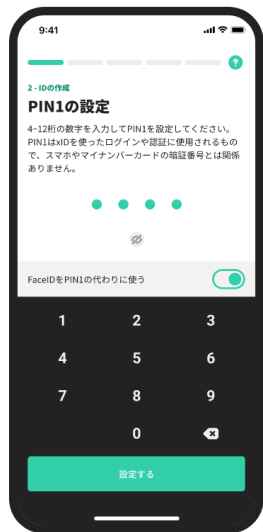 9:41
?
2 - IDの作成
PIN1の設定
4~12桁の数字を入力してPIN1を設定してください。
PIN1はxIDを使ったログインや認証に使用されるもの
で、スマホやマイナンバーカードの暗証番号とは関係
ありません。
FaceIDをPIN1の代わりに使う
1 2 3
4 5 6
7 8 9
0
設定する